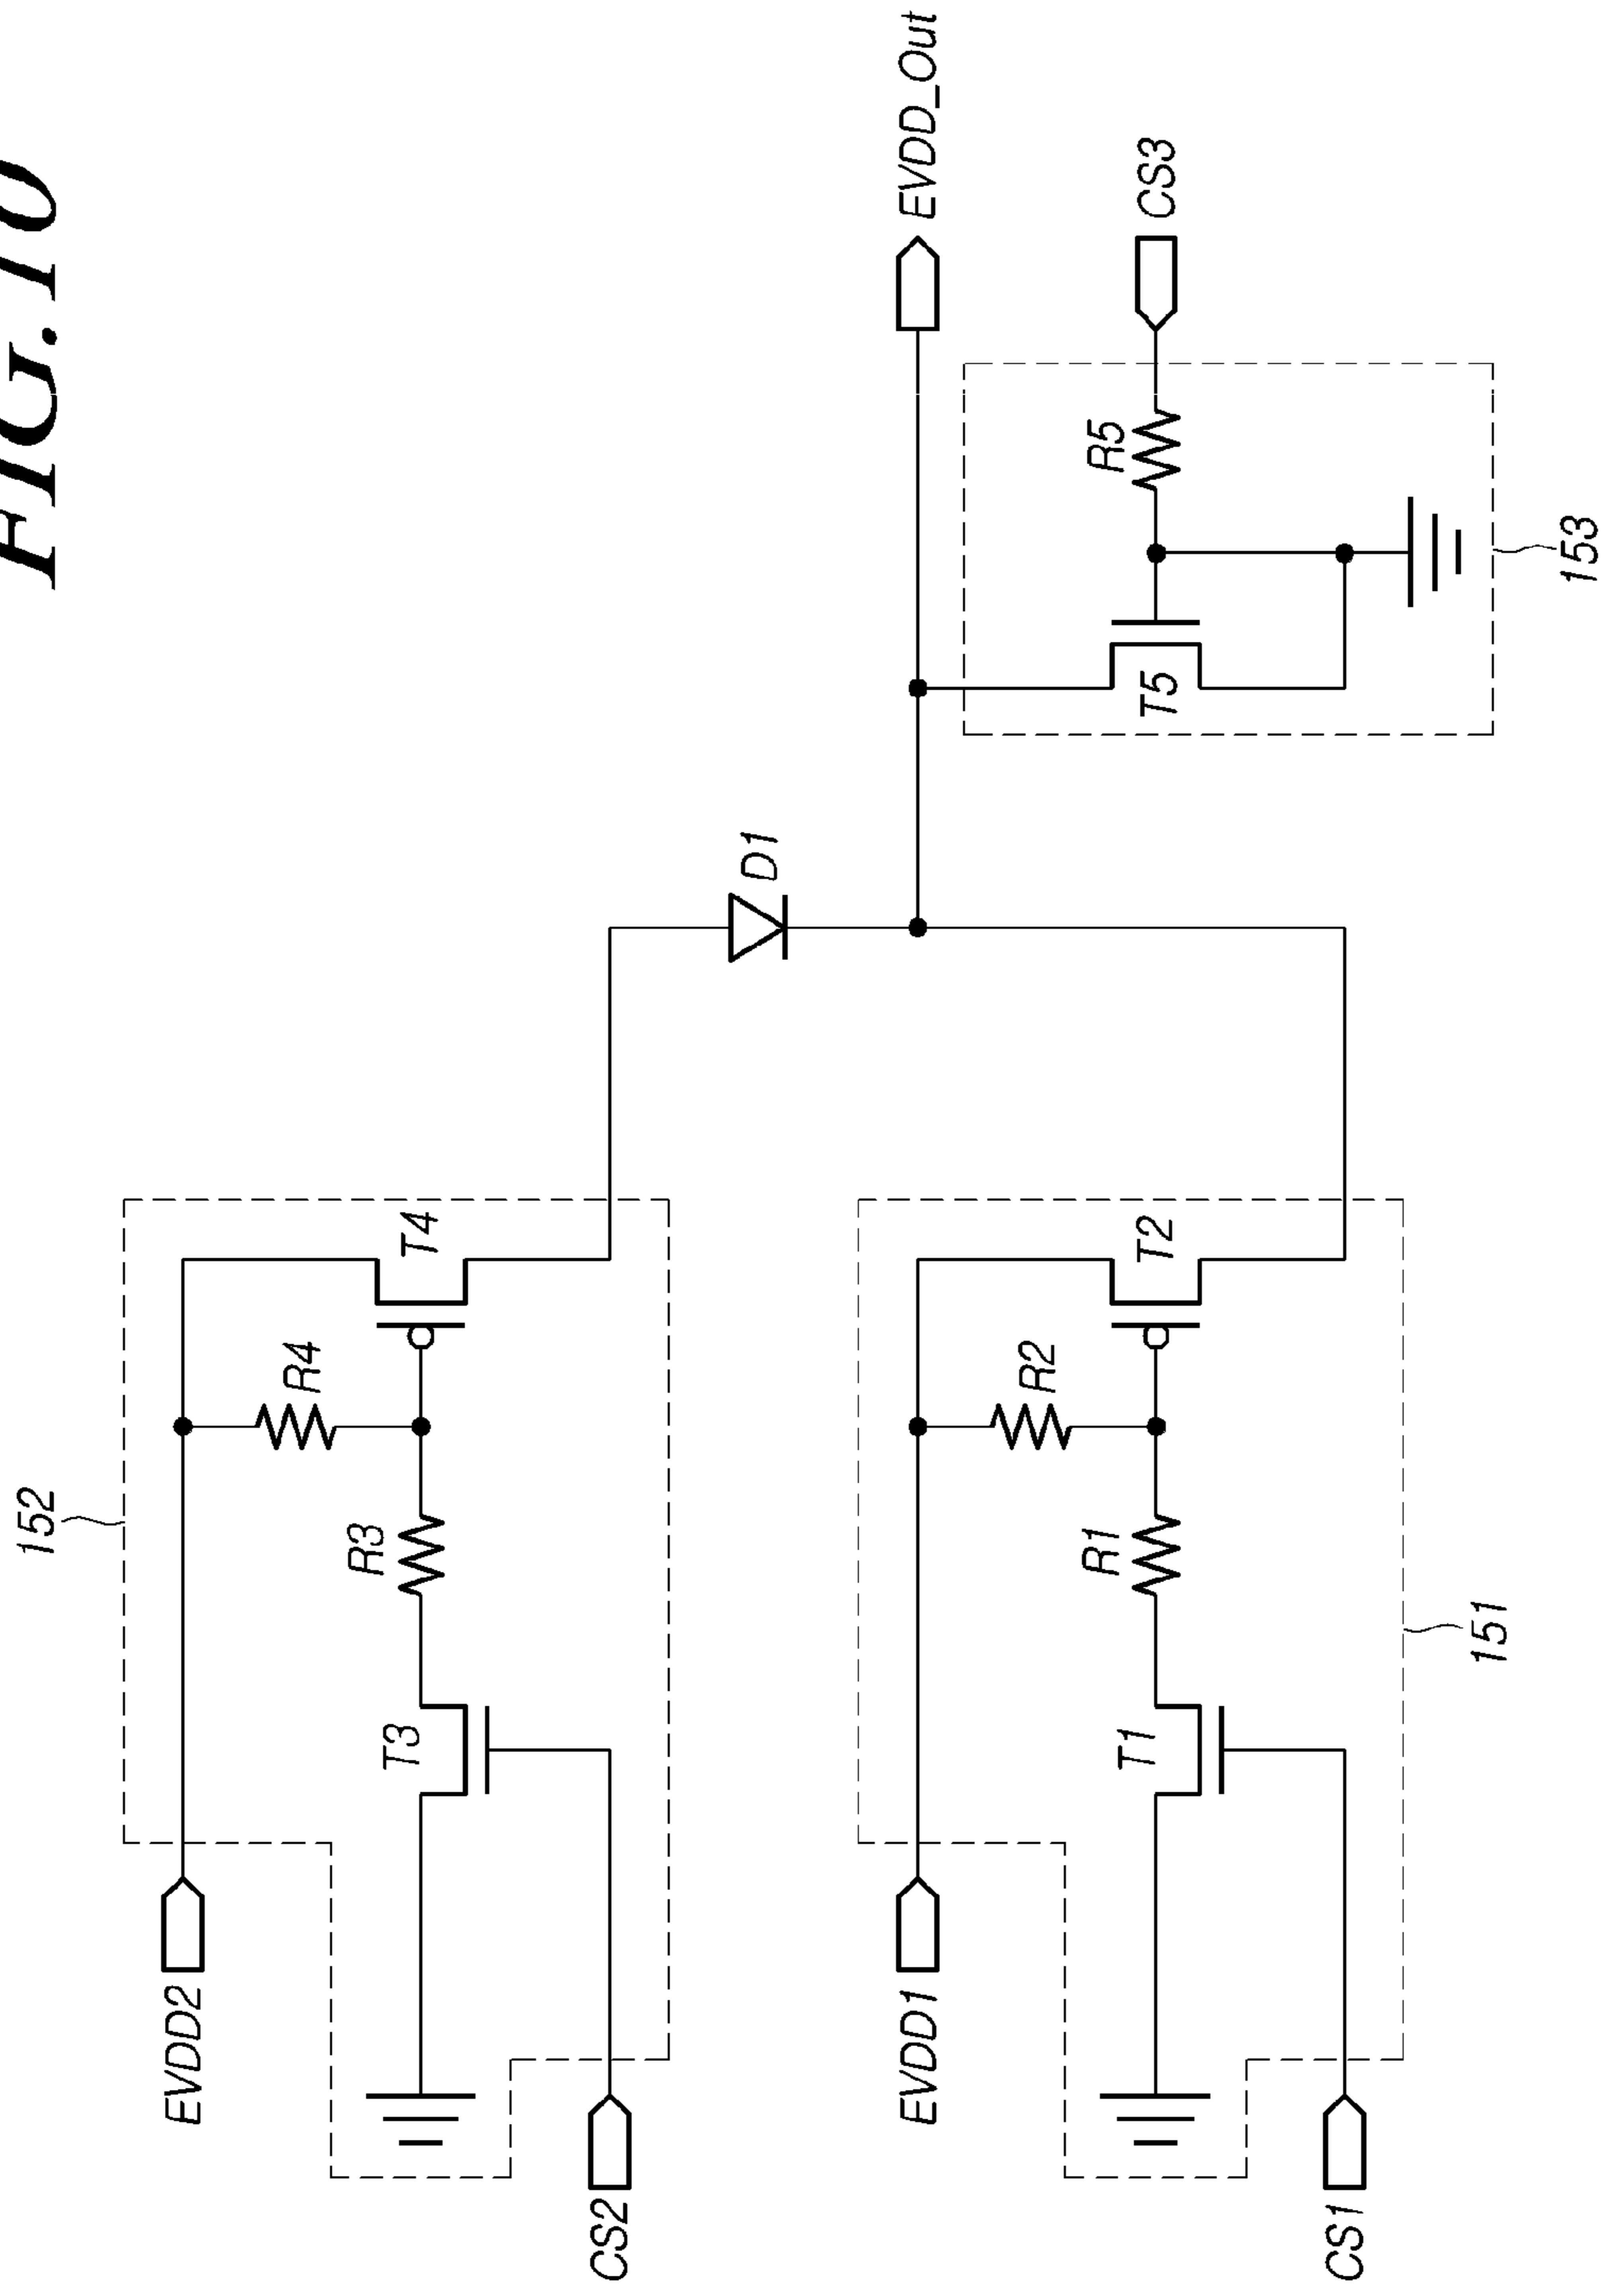 FIG.10
152
EVDD2
R4
T4
R3
T3
CS2
D1
EVDD_Out
EVDD1
R2
T2
R1
T1
CS1
151
R5
CS3
T5
153